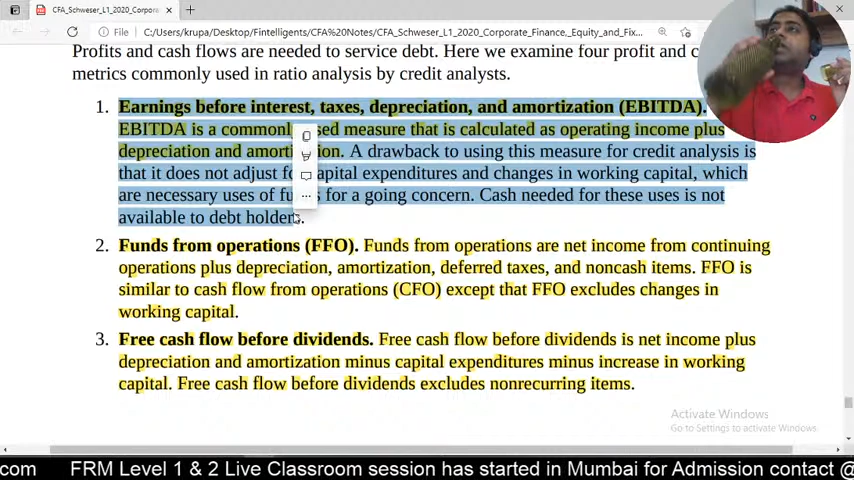 CFA_Schweser_L1_2020_Corporate
File
C:/Users/krupa/Desktop/Fintelligents/CFA%20Notes/CFA_Schweser_L1_2020_Corporate_Finance,_Equity_and_Fix...
Profits and cash flows are needed to service debt. Here we examine four profit and c
metrics commonly used in ratio analysis by credit analysts.
1. Earnings before interest, taxes, depreciation, and amortization (EBITDA).
EBITDA is a commonly sed measure that is calculated as operating income plus
depreciation and amorti on. A drawback to using this measure for credit analysis is
that it does not adjust fo apital expenditures and changes in working capital, which
are necessary uses of fu s for a going concern. Cash needed for these uses is not
available to debt holders.
2. Funds from operations (FFO). Funds from operations are net income from continuing
operations plus depreciation, amortization, deferred taxes, and noncash items. FFO is
similar to cash flow from operations (CFO) except that FFO excludes changes in
working capital.
3. Free cash flow before dividends. Free cash flow before dividends is net income plus
depreciation and amortization minus capital expenditures minus increase in working
capital. Free cash flow before dividends excludes nonrecurring items.
Activate Windows
Go to Settings to activate Windows.
com FRM Level 1 & 2 Live Classroom session has started in Mumbai for Admission contact @